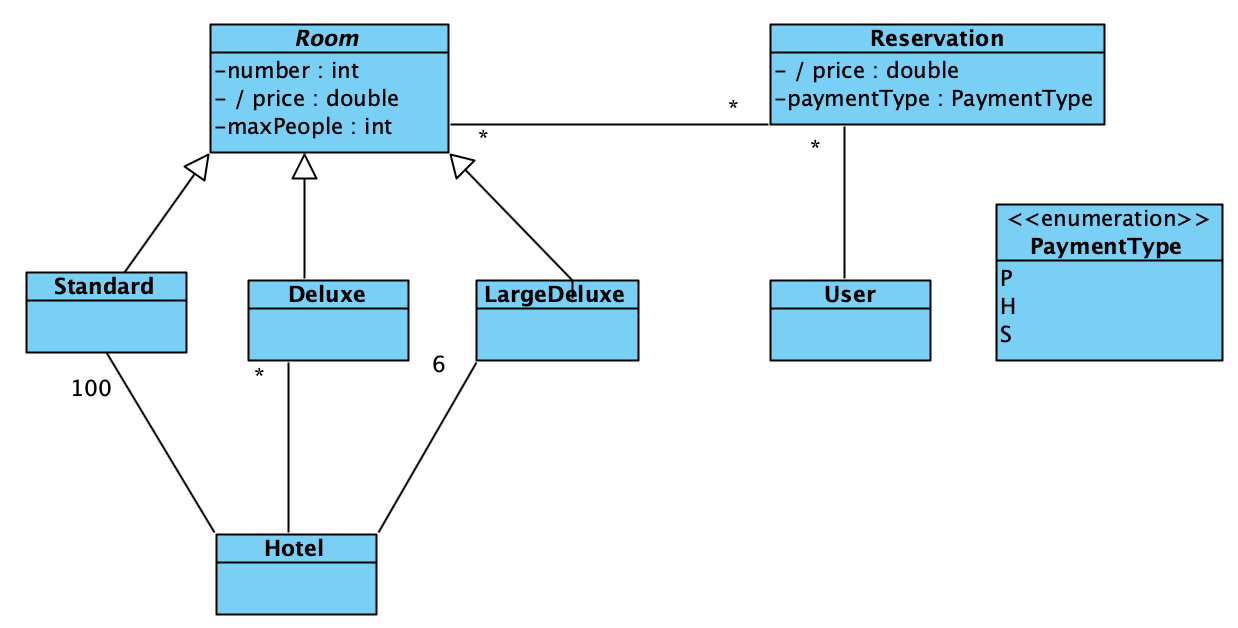 Room
-number : int
- / price : double
-maxPeople : int
*
*
Reservation
- / price : double
-paymentType : PaymentType
*
<<enumeration>>
PaymentType
P
H
S
Standard
Deluxe
LargeDeluxe
User
100
*
6
Hotel